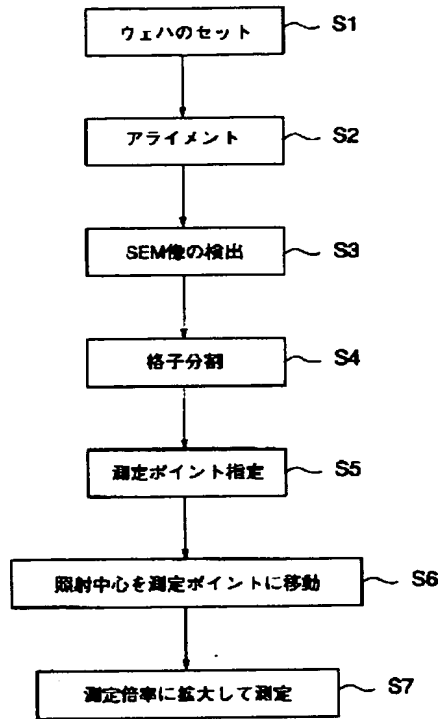 ウェハのセット S1
アライメント S2
SEM像の検出 S3
格子分割 S4
測定ポイント指定 S5
照射中心を測定ポイントに移動 S6
測定倍率に拡大して測定 S7